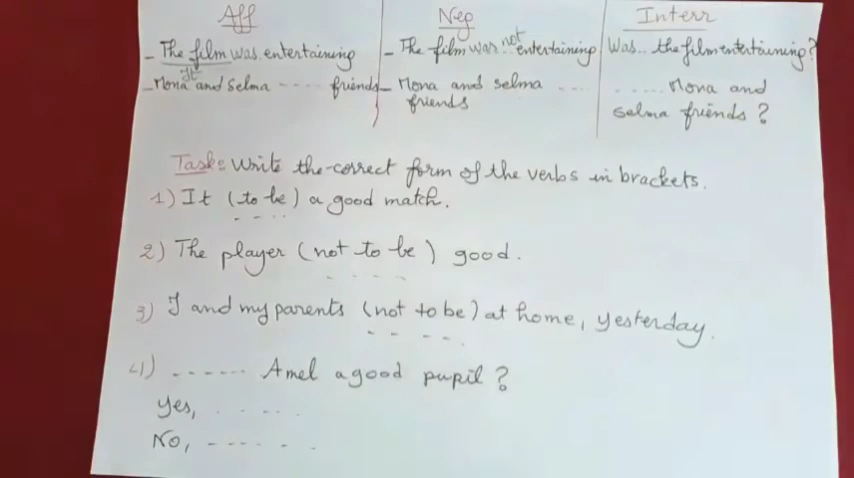 Aff Neg Interr
- The film was entertaining - The film was not entertaining Was.. the film entertaining?
It
- Mona and Selma .... friends - Mona and selma .... ...... Mona and
friends selma friends?
Task: Write the correct form of the verbs in brackets.
1) It (to be) a good match.
....
2) The player (not to be) good.
....
3) I and my parents (not to be) at home, yesterday.
....
4) ...... Amel a good pupil?
Yes, .....
No, ......